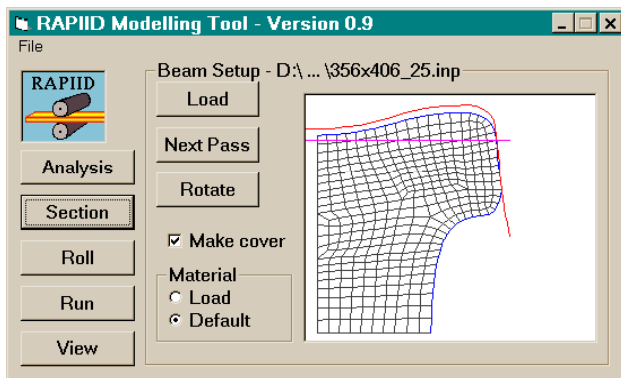 RAPIID Modelling Tool - Version 0.9
File
RAPIID
Analysis
Section
Roll
Run
View
Beam Setup - D:\ ... \356x406_25.inp
Load
Next Pass
Rotate
Make cover
Material
Load
Default